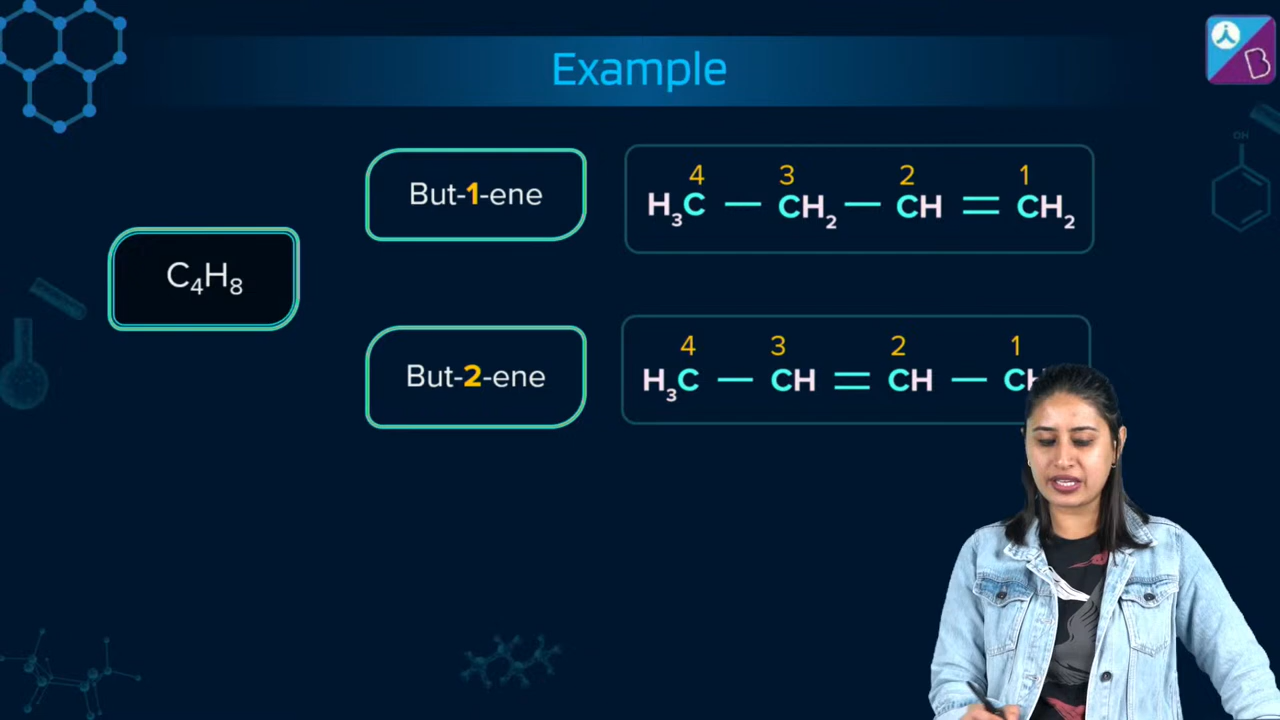 Example
But-1-ene
4 3 2 1
H₃C — CH₂ — CH = CH₂
C₄H₈
But-2-ene
4 3 2 1
H₃C — CH = CH — CH
OH
B